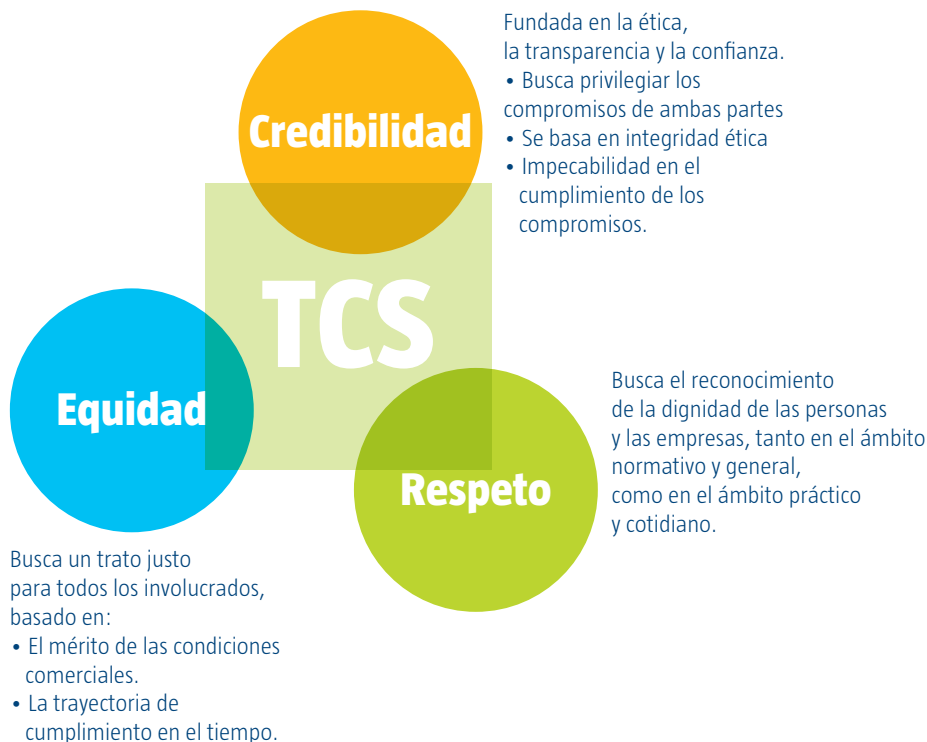 Fundada en la ética,
la transparencia y la confianza.
• Busca privilegiar los
compromisos de ambas partes
• Se basa en integridad ética
• Impecabilidad en el
cumplimiento de los
compromisos.
Credibilidad
TCS
Equidad
Respeto
Busca el reconocimiento
de la dignidad de las personas
y las empresas, tanto en el ámbito
normativo y general,
como en el ámbito práctico
y cotidiano.
Busca un trato justo
para todos los involucrados,
basado en:
• El mérito de las condiciones
comerciales.
• La trayectoria de
cumplimiento en el tiempo.